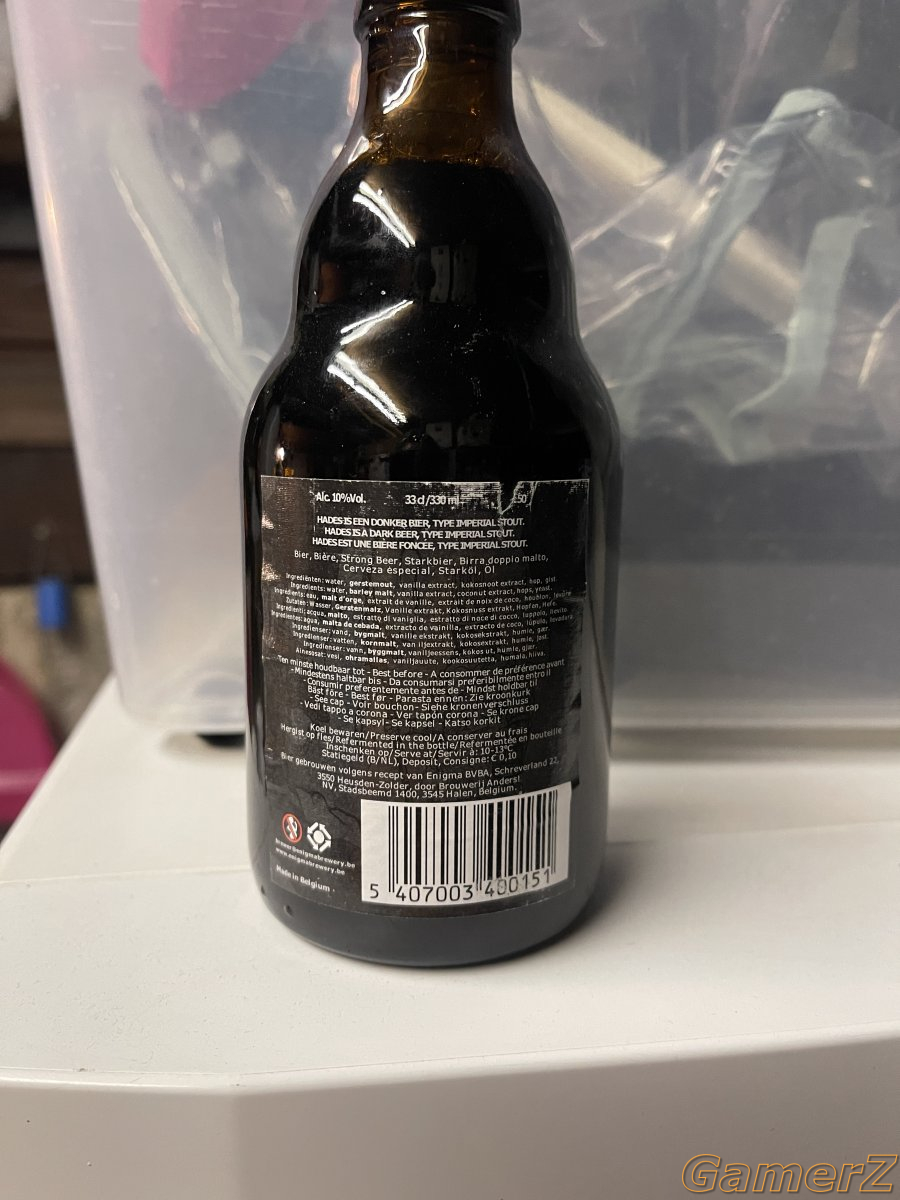 Alc. 10%Vol. 33 cl/330 ml 150
HADES IS EEN DONKER BIER, TYPE IMPERIAL STOUT.
HADES IS A DARK BEER, TYPE IMPERIAL STOUT.
HADES EST UNE BIÈRE FONCÉE, TYPE IMPERIAL STOUT.
Bier, Bière, Strong Beer, Starkbier, Birra doppio malto,
Cerveza éspecial, Starköl, Öl
Ingrediënten: water, gerstemout, vanilla extract, kokosnoot extract, hop, gist.
Ingredients: water, barley malt, vanilla extract, coconut extract, hops, yeast.
Ingredients: eau, malt d'orge, extrait de vanille, extrait de noix de coco, houblon, levûre
Zutaten: Wasser, Gerstenmalz, Vanille extrakt, Kokosnuss extrakt, Hopfen, Hefe.
Ingredienti: acqua, malto, estratto di vaniglia, estratto di noce di cocco, luppolo, lievito
Ingredientes: agua, malta de cebada, extracto de vainilla, extracto de coco, lúpulo, levadura
Ingredienser: vand, bygmalt, vanille ekstrakt, kokosekstrakt, humle, gær.
Ingredienser: vatten, kornmalt, van iljextrakt, kokosextrakt, humle, jäst.
Ingredienser: vann, byggmalt, vaniljeessens, kokos ut, humle, gjær.
Ainesosat: vesi, ohramallas, vaniljauute, kookosuutetta, humala, hiiva.
Ten minste houdbaar tot - Best before - A consommer de préférence avant
- Mindestens haltbar bis - Da consumarsi preferibilmente entro il
- Consumir preferentemente antes de - Mindst holdbar til
Bäst före - Best før - Parasta ennen: Zie kroonkurk
- See cap - Voir bouchon- Siehe kronenverschluss
- Vedi tappo a corona - Ver tapón corona - Se krone cap
- Se kapsyl - Se kapsel - Katso korkit
Koel bewaren/Preserve cool/A conserver au frais
Hergist op fles/Refermented in the bottle/Refermentée en bouteille
Inschenken op/Serve at/Servir à: 10-13°C
Statiegeld (B/NL), Deposit, Consigne: € 0,10
Bier gebrouwen volgens recept van Enigma BVBA, Schreverland 22,
3550 Heusden-Zolder, door Brouwerij Anders!
NV, Stadsbeemd 1400, 3545 Halen, Belgium.
brewer@enigmabrewery.be
www.enigmabrewery.be
Made in Belgium
5 407003 480151
GamerZ